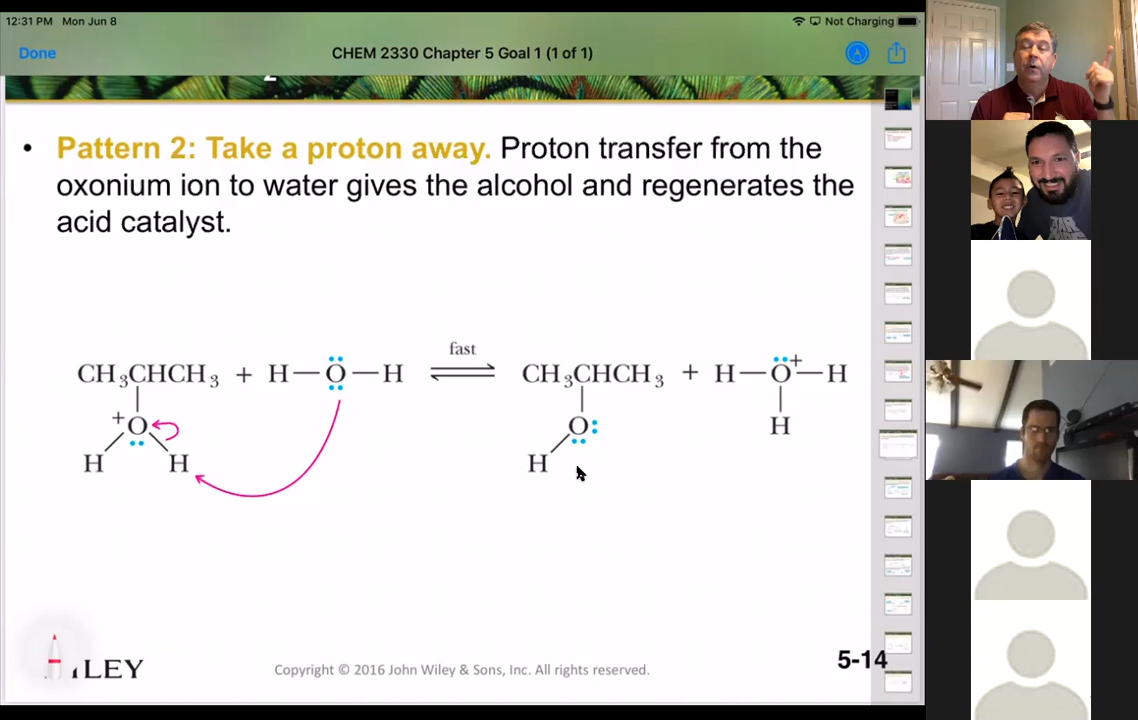 12:31 PM Mon Jun 8
Not Charging
Done
CHEM 2330 Chapter 5 Goal 1 (1 of 1)
• Pattern 2: Take a proton away. Proton transfer from the
oxonium ion to water gives the alcohol and regenerates the
acid catalyst.
fast
CH₃CHCH₃ + H—O—H ⇌ CH₃CHCH₃ + H—O⁺—H
+O O: H
H H H
LEY
Copyright © 2016 John Wiley & Sons, Inc. All rights reserved.
5-14